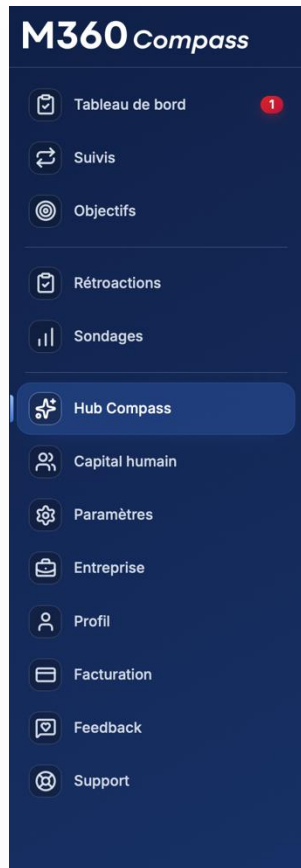 M360 Compass
Tableau de bord 1
Suivis
Objectifs
Rétroactions
Sondages
Hub Compass
Capital humain
Paramètres
Entreprise
Profil
Facturation
Feedback
Support